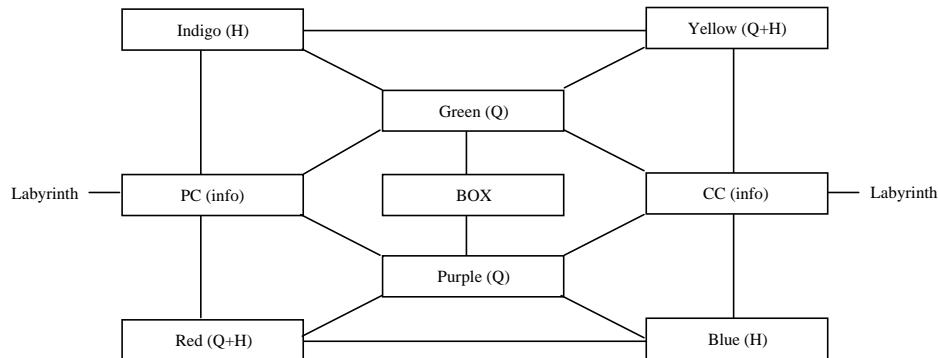 Indigo (H)
Yellow (Q+H)
Green (Q)
Labyrinth
PC (info)
BOX
CC (info)
Labyrinth
Purple (Q)
Red (Q+H)
Blue (H)